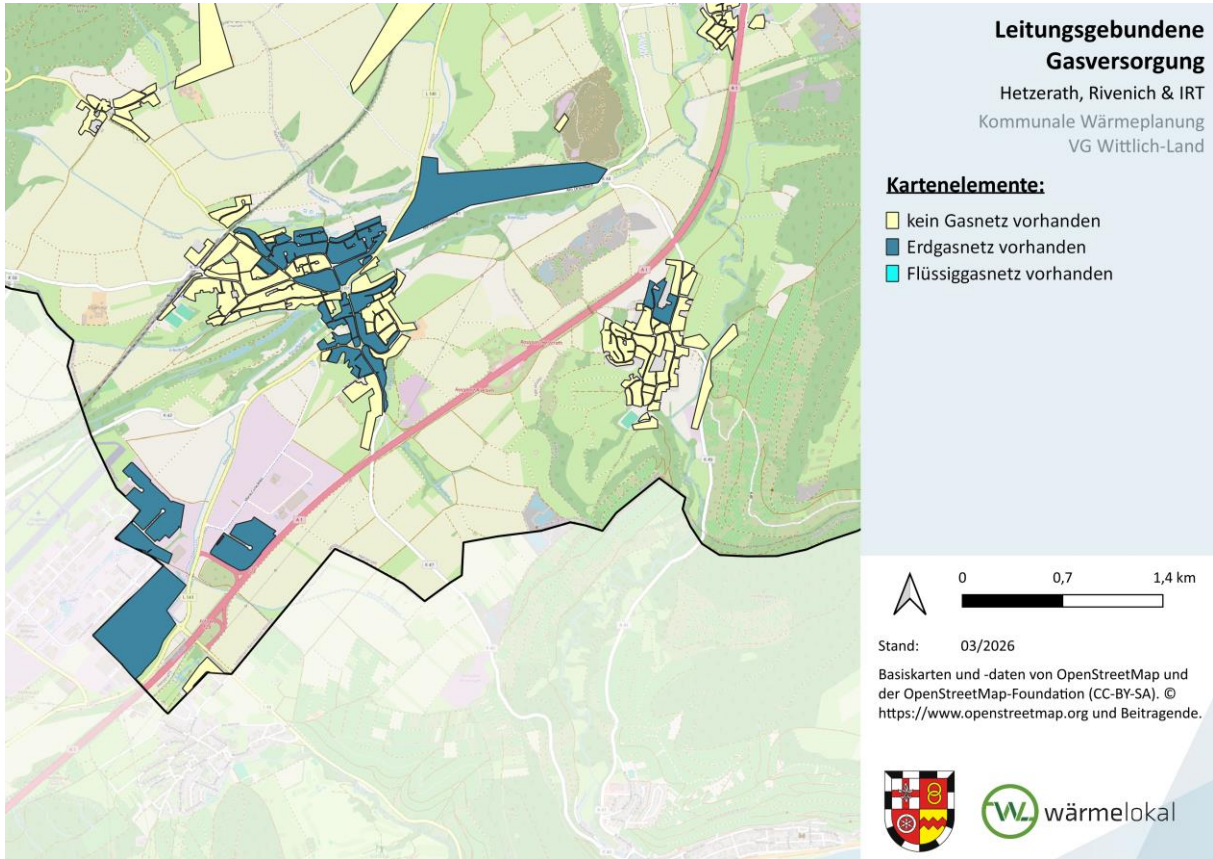 Leitungsgebundene
Gasversorgung
Hetzerath, Rivenich & IRT
Kommunale Wärmeplanung
VG Wittlich-Land
Kartenelemente:
kein Gasnetz vorhanden
Erdgasnetz vorhanden
Flüssiggasnetz vorhanden
0 0,7 1,4 km
Stand: 03/2026
Basiskarten und -daten von OpenStreetMap und
der OpenStreetMap-Foundation (CC-BY-SA). ©
https://www.openstreetmap.org und Beitragende.
wärmelokal